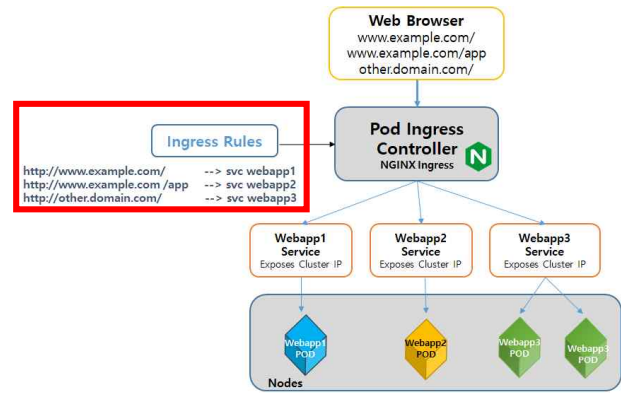 Web Browser
www.example.com/
www.example.com/app
other.domain.com/
Ingress Rules
http://www.example.com/ --> svc webapp1
http://www.example.com /app --> svc webapp2
http://other.domain.com/ --> svc webapp3
Pod Ingress
Controller
NGINX Ingress
N
Webapp1
Service
Exposes Cluster IP
Webapp2
Service
Exposes Cluster IP
Webapp3
Service
Exposes Cluster IP
Webapp1
POD
Webapp2
POD
Webapp3
POD
Webapp3
POD
Nodes